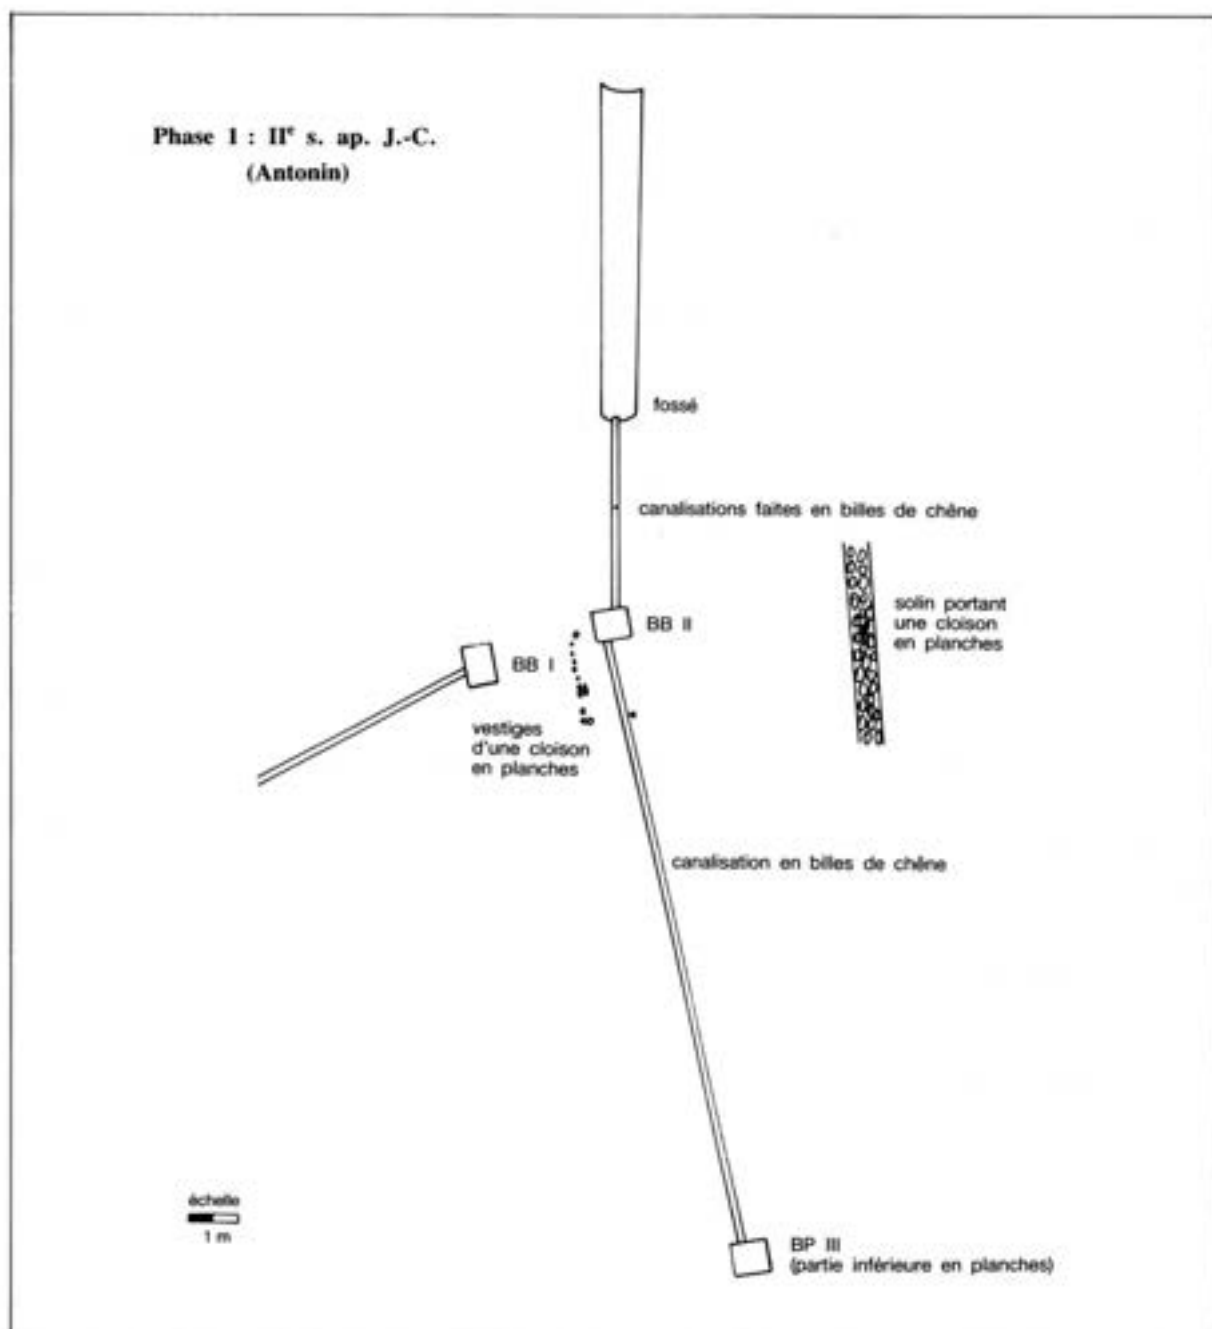 Phase 1 : IIᵉ s. ap. J.-C.
(Antonin)
fossé
canalisations faites en billes de chêne
solin portant
une cloison
en planches
BB II
BB I
vestiges
d'une cloison
en planches
canalisation en billes de chêne
échelle
1 m
BP III
(partie inférieure en planches)